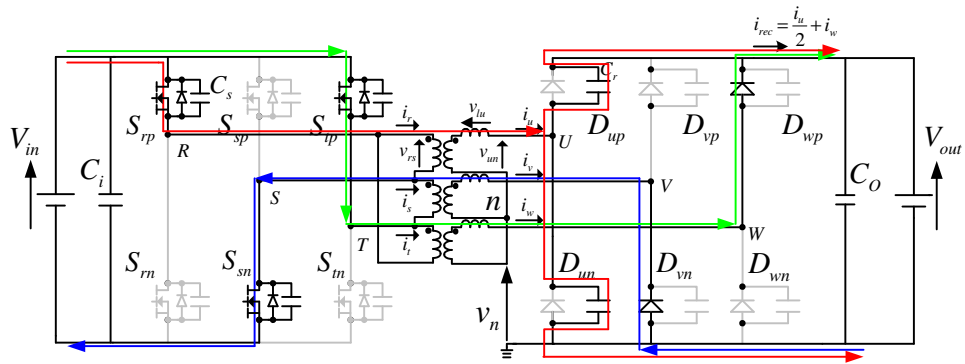 i_rec = i_u/2 + i_w
C_s
C_r
S_rp
S_sp
S_tp
i_r
v_lu
i_u
D_up
D_vp
D_wp
R
U
V_in
C_i
v_rs
v_un
i_v
V_out
S
i_s
n
V
C_O
i_w
T
i_t
W
S_rn
S_sn
S_tn
v_n
D_un
D_vn
D_wn